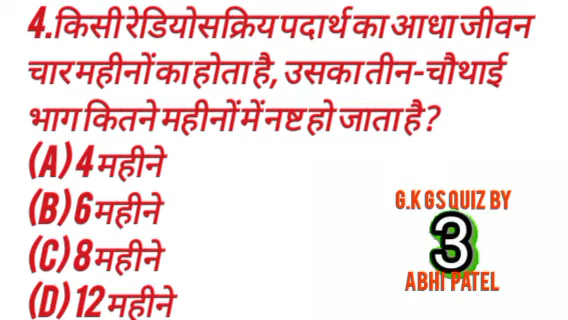 4.किसी रेडियोसक्रिय पदार्थ का आधा जीवन
चार महीनों का होता है, उसका तीन-चौथाई
भाग कितने महीनों में नष्ट हो जाता है?
(A) 4 महीने
(B) 6 महीने
(C) 8 महीने
(D) 12 महीने
G.K GS QUIZ BY
3
ABHI PATEL